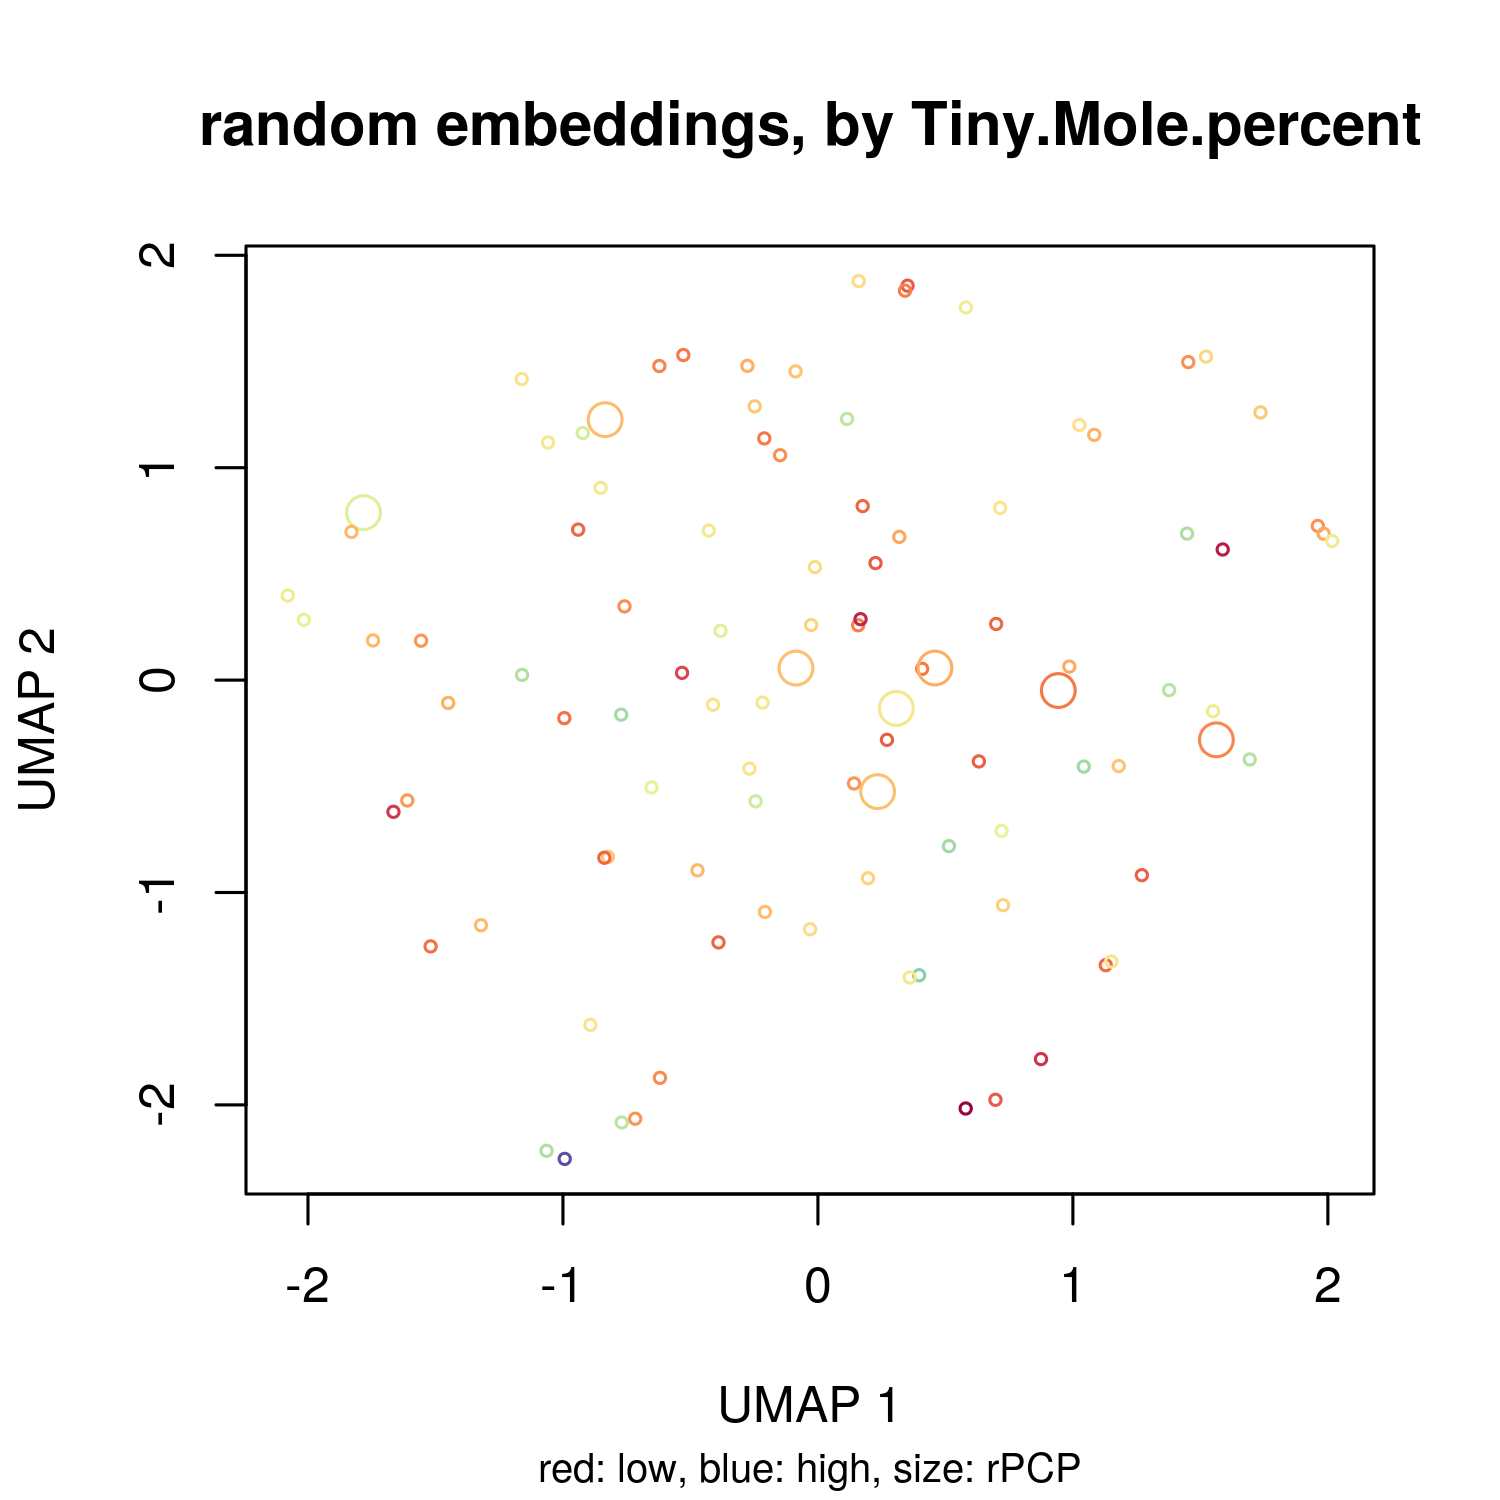 random embeddings, by Tiny.Mole.percent
2
1
0
-1
-2
UMAP 2
-2 -1 0 1 2
UMAP 1
red: low, blue: high, size: rPCP